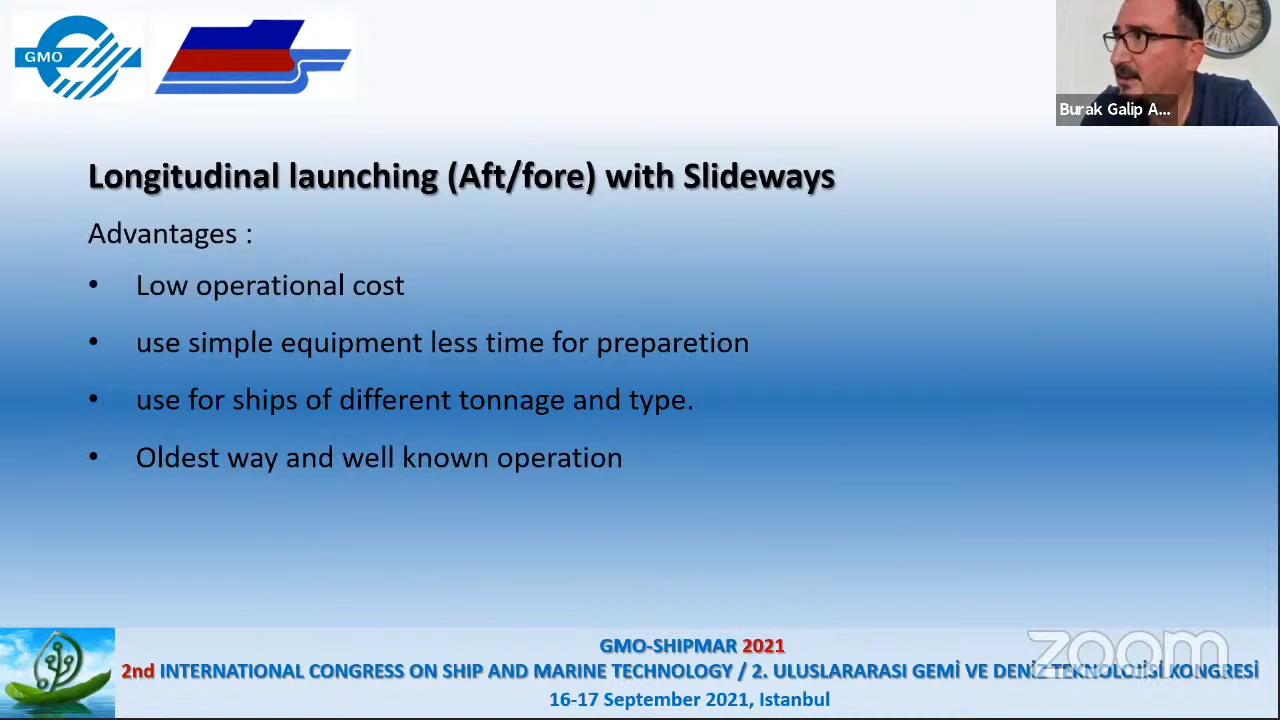 GMO
Burak Galip A...
Longitudinal launching (Aft/fore) with Slideways
Advantages :
• Low operational cost
• use simple equipment less time for preparetion
• use for ships of different tonnage and type.
• Oldest way and well known operation
GMO-SHIPMAR 2021
2nd INTERNATIONAL CONGRESS ON SHIP AND MARINE TECHNOLOGY / 2. ULUSLARARASI GEMİ VE DENİZ TEKNOLOJİSİ KONGRESİ
16-17 September 2021, Istanbul
zoom